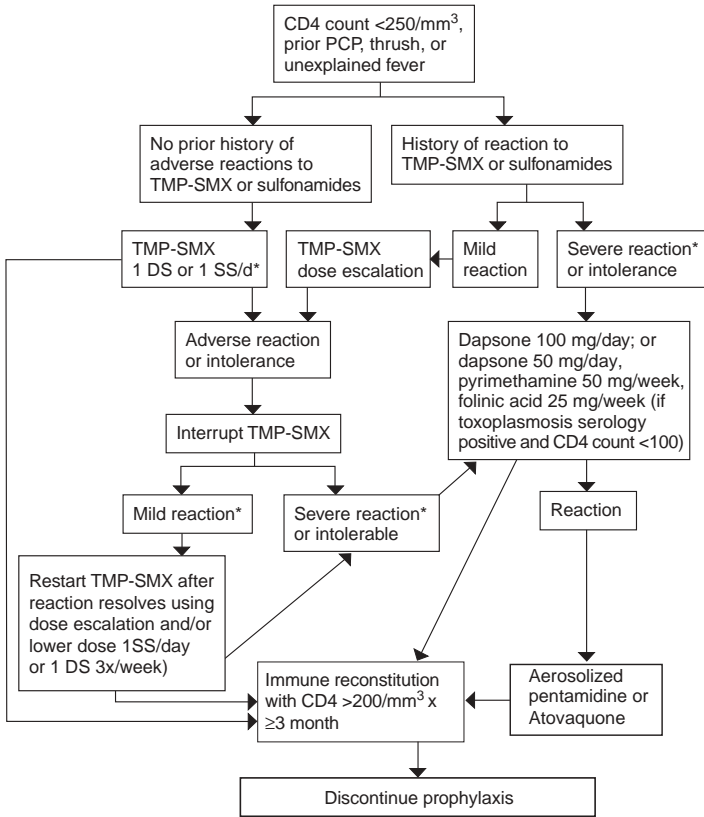 CD4 count <250/mm³,
prior PCP, thrush, or
unexplained fever
No prior history of
adverse reactions to
TMP-SMX or sulfonamides
History of reaction to
TMP-SMX or sulfonamides
TMP-SMX
1 DS or 1 SS/d*
TMP-SMX
dose escalation
Mild
reaction
Severe reaction*
or intolerance
Adverse reaction
or intolerance
Dapsone 100 mg/day; or
dapsone 50 mg/day,
pyrimethamine 50 mg/week,
folinic acid 25 mg/week (if
toxoplasmosis serology
positive and CD4 count <100)
Interrupt TMP-SMX
Mild reaction*
Severe reaction*
or intolerable
Reaction
Restart TMP-SMX after
reaction resolves using
dose escalation and/or
lower dose 1SS/day
or 1 DS 3x/week)
Immune reconstitution
with CD4 >200/mm³ x
≥3 month
Aerosolized
pentamidine or
Atovaquone
Discontinue prophylaxis